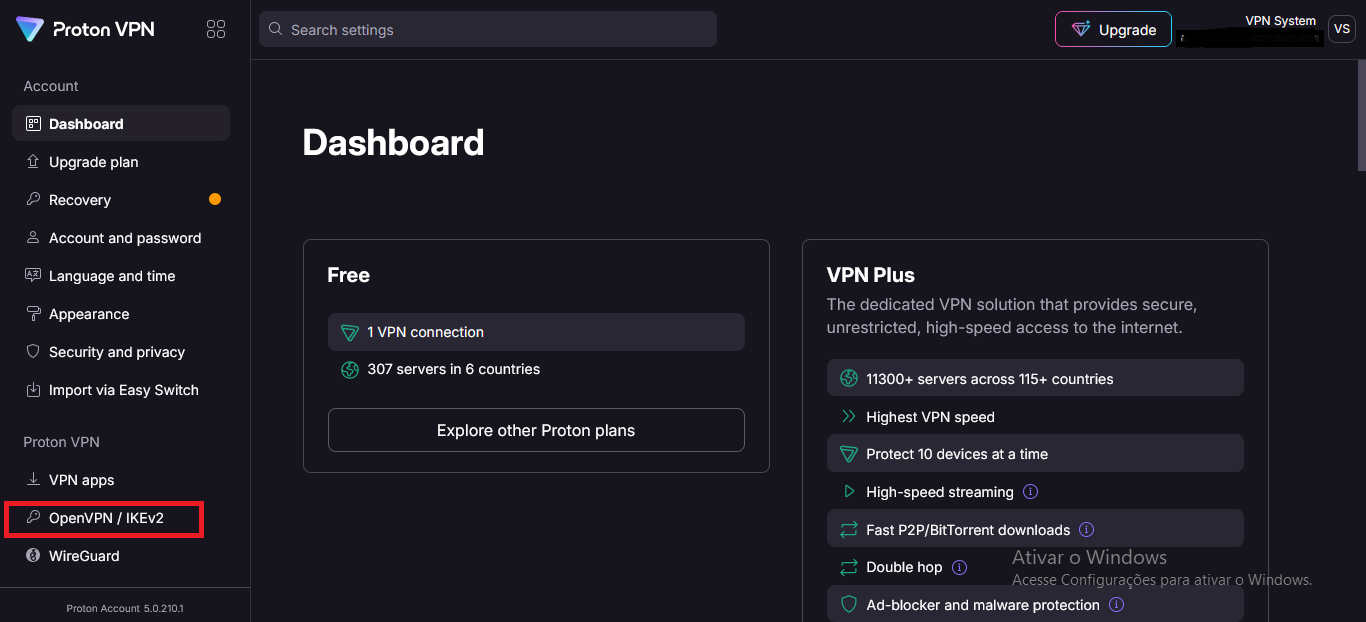 Proton VPN
Search settings
Upgrade
VPN System
VS
Account
Dashboard
Upgrade plan
Recovery
Account and password
Language and time
Appearance
Security and privacy
Import via Easy Switch
Proton VPN
VPN apps
OpenVPN / IKEv2
WireGuard
Proton Account 5.0.210.1
Dashboard
Free
1 VPN connection
307 servers in 6 countries
Explore other Proton plans
VPN Plus
The dedicated VPN solution that provides secure,
unrestricted, high-speed access to the internet.
11300+ servers across 115+ countries
Highest VPN speed
Protect 10 devices at a time
High-speed streaming
Fast P2P/BitTorrent downloads
Double hop
Ad-blocker and malware protection
Ativar o Windows
Acesse Configurações para ativar o Windows.